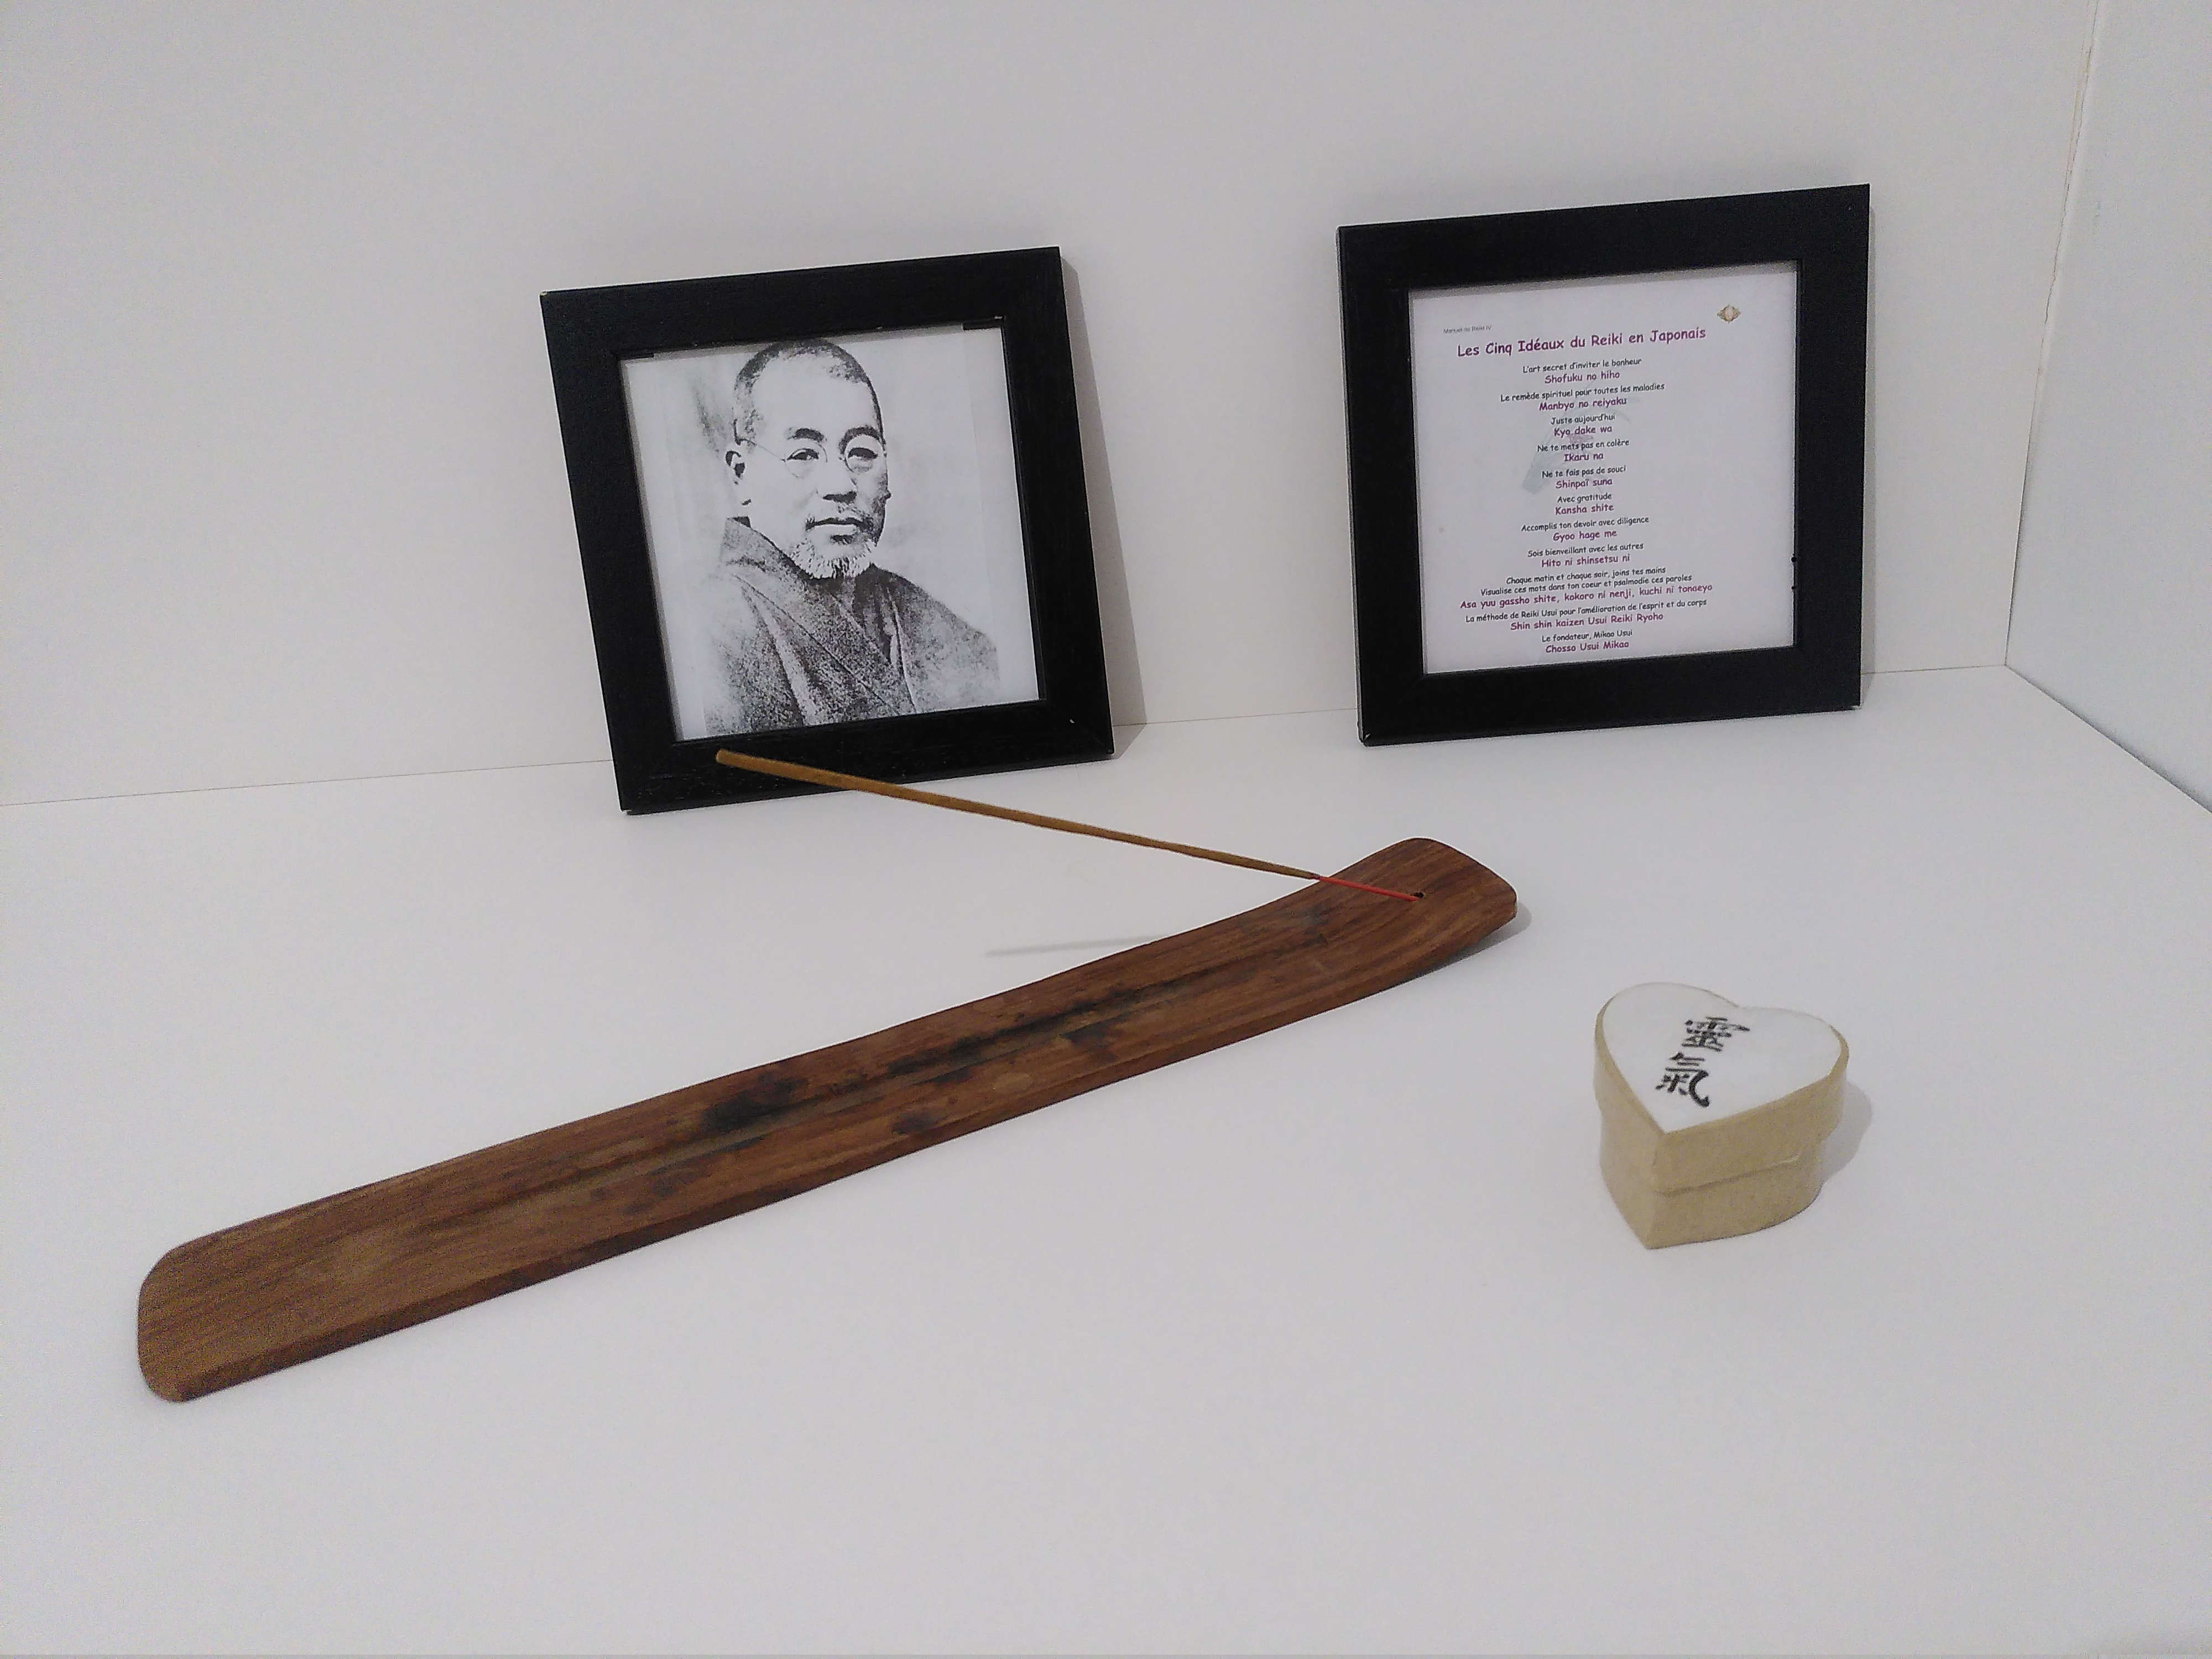 Manuel de Reiki IV
Les Cinq Idéaux du Reiki en Japonais
L'art secret d'inviter le bonheur
Shofuku no hiho
Le remède spirituel pour toutes les maladies
Manbyo no reiyaku
Juste aujourd'hui
Kyo dake wa
Ne te mets pas en colère
Ikaru na
Ne te fais pas de souci
Shinpaï suna
Avec gratitude
Kansha shite
Accomplis ton devoir avec diligence
Gyoo hage me
Sois bienveillant avec les autres
Hito ni shinsetsu ni
Chaque matin et chaque soir, joins tes mains
Visualise ces mots dans ton coeur et psalmodie ces paroles
Asa yuu gassho shite, kokoro ni nenji, kuchi ni tonaeyo
La méthode de Reiki Usui pour l'amélioration de l'esprit et du corps
Shin shin kaizen Usui Reiki Ryoho
Le fondateur, Mikao Usui
Chosso Usui Mikao
靈
氣